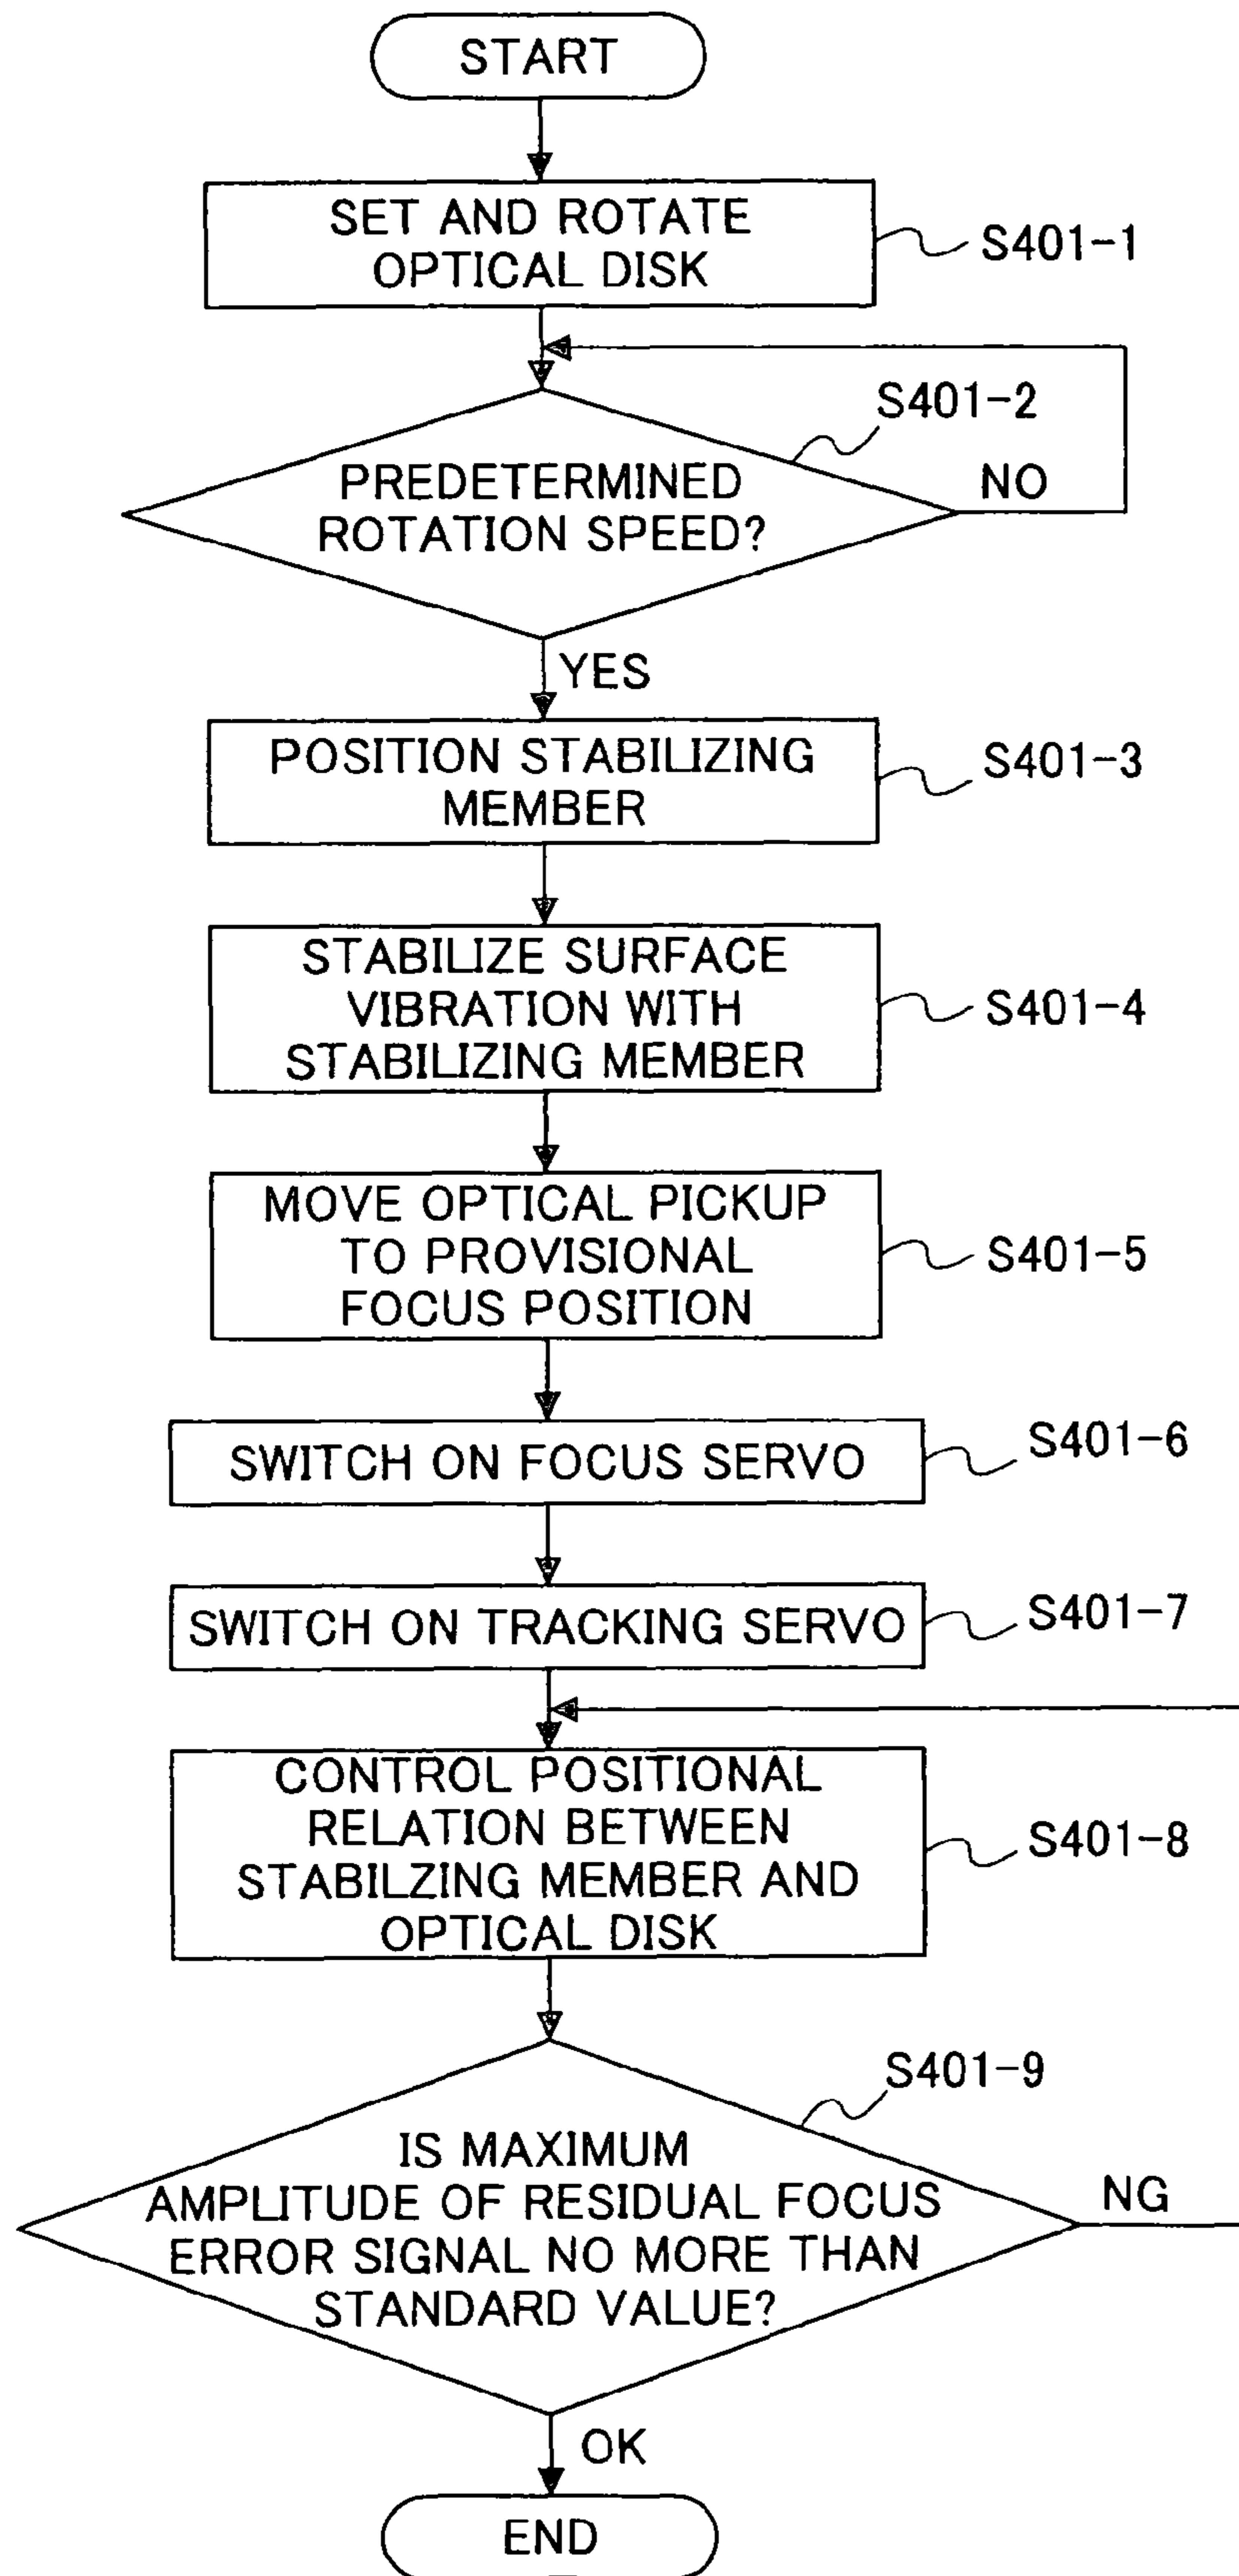 START
SET AND ROTATE
OPTICAL DISK
S401-1
S401-2
PREDETERMINED
ROTATION SPEED?
NO
YES
POSITION STABILIZING
MEMBER
S401-3
STABILIZE SURFACE
VIBRATION WITH
STABILIZING MEMBER
S401-4
MOVE OPTICAL PICKUP
TO PROVISIONAL
FOCUS POSITION
S401-5
SWITCH ON FOCUS SERVO
S401-6
SWITCH ON TRACKING SERVO
S401-7
CONTROL POSITIONAL
RELATION BETWEEN
STABILZING MEMBER AND
OPTICAL DISK
S401-8
S401-9
IS MAXIMUM
AMPLITUDE OF RESIDUAL FOCUS
ERROR SIGNAL NO MORE THAN
STANDARD VALUE?
NG
OK
END